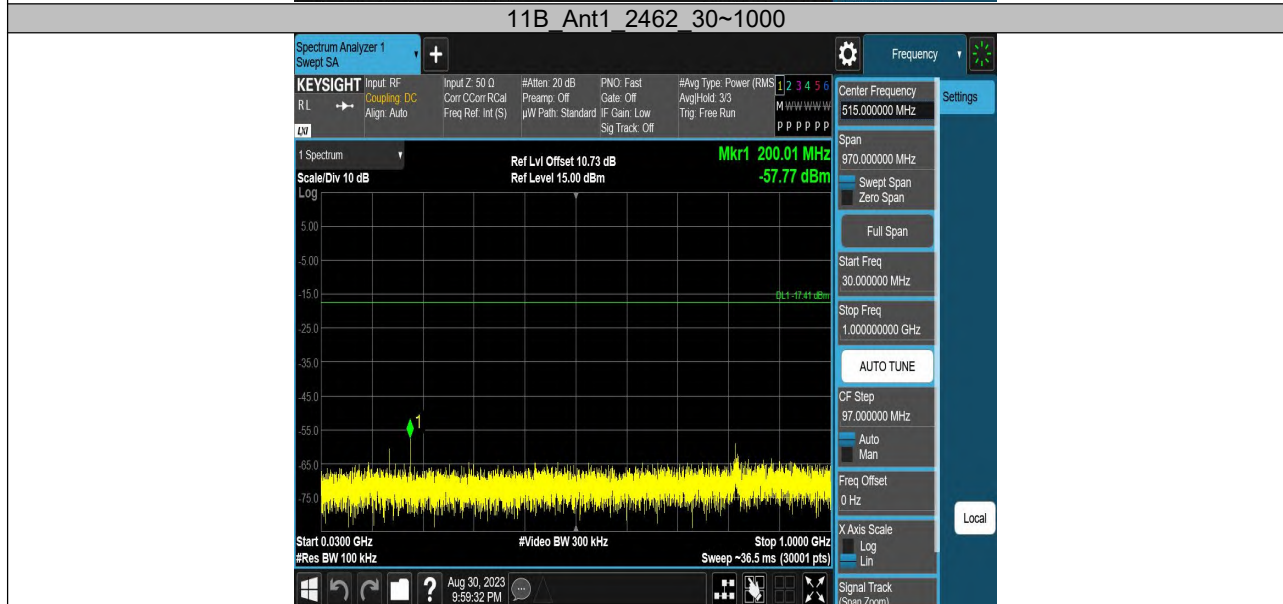 11B_Ant1_2462_30~1000
Spectrum Analyzer 1
Swept SA
+
Frequency
KEYSIGHT
RL
LXI
Input: RF
Coupling: DC
Align: Auto
Input Z: 50 Ω
Corr CCorr RCal
Freq Ref: Int (S)
#Atten: 20 dB
Preamp: Off
µW Path: Standard
PNO: Fast
Gate: Off
IF Gain: Low
Sig Track: Off
#Avg Type: Power (RMS
Avg|Hold: 3/3
Trig: Free Run
1 2 3 4 5 6
M W W W W W
P P P P P P
Center Frequency
515.000000 MHz
Settings
1 Spectrum
Scale/Div 10 dB
Ref Lvl Offset 10.73 dB
Ref Level 15.00 dBm
Mkr1 200.01 MHz
-57.77 dBm
Log
5.00
-5.00
-15.0
-25.0
-35.0
-45.0
-55.0
-65.0
-75.0
DL1 -17.41 dBm
1
Start 0.0300 GHz
#Res BW 100 kHz
#Video BW 300 kHz
Stop 1.0000 GHz
Sweep ~36.5 ms (30001 pts)
Span
970.000000 MHz
Swept Span
Zero Span
Full Span
Start Freq
30.000000 MHz
Stop Freq
1.000000000 GHz
AUTO TUNE
CF Step
97.000000 MHz
Auto
Man
Freq Offset
0 Hz
X Axis Scale
Log
Lin
Signal Track
(Span Zoom)
Local
?
Aug 30, 2023
9:59:32 PM